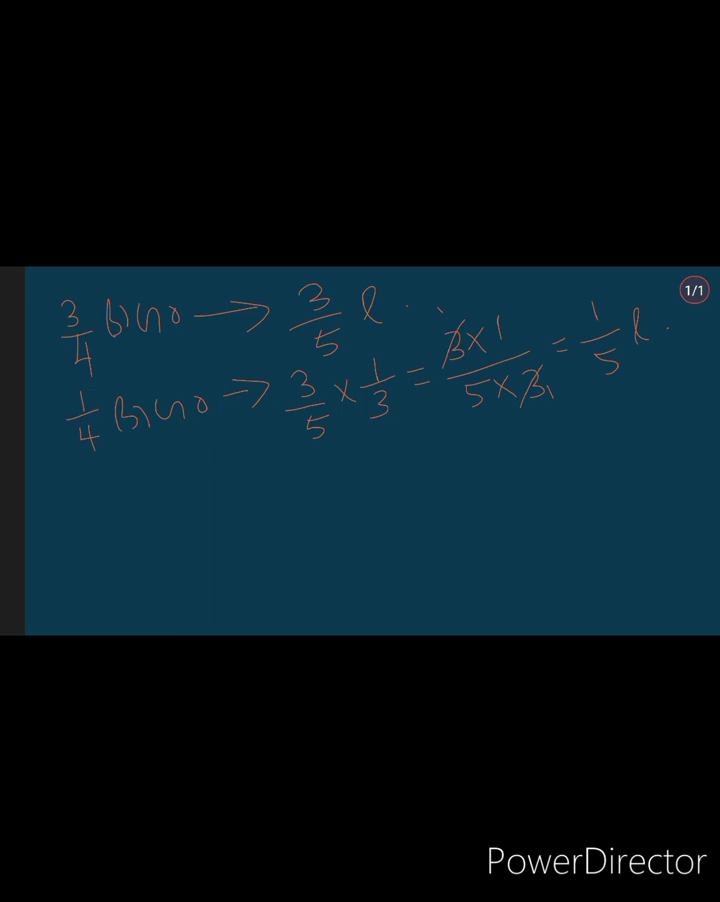 1/1
3/4 → 3/5 l.
1/4 → 3/5 × 1/3 = 3×1/5×3 = 1/5 l.
PowerDirector